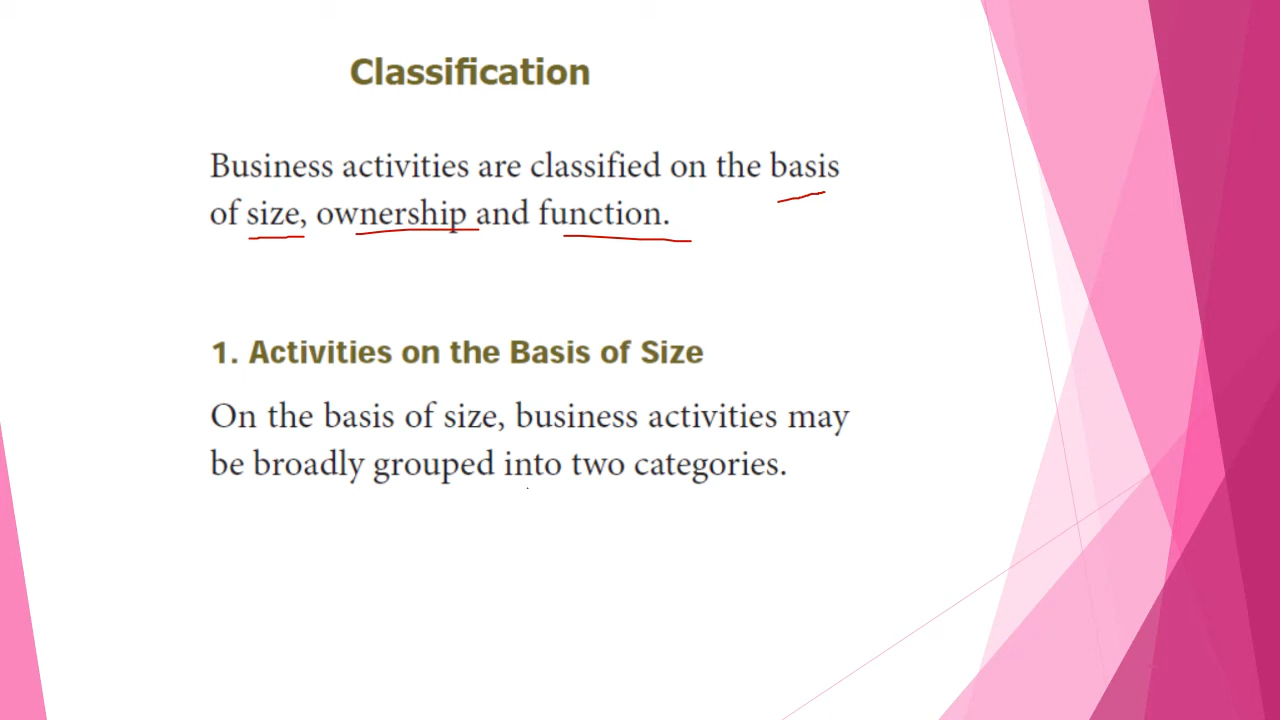 Classification
Business activities are classified on the basis
of size, ownership and function.
1. Activities on the Basis of Size
On the basis of size, business activities may
be broadly grouped into two categories.